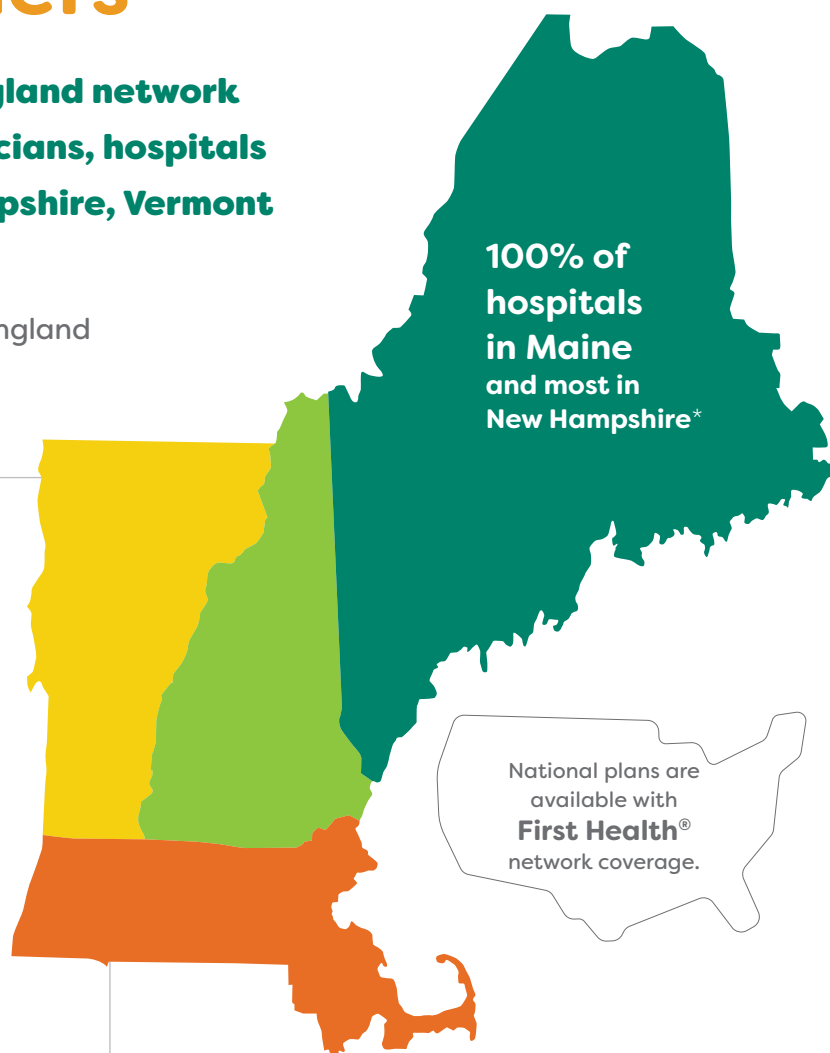 gland network
cians, hospitals
pshire, Vermont
ngland
100% of
hospitals
in Maine
and most in
New Hampshire*
National plans are
available with
First Health®
network coverage.